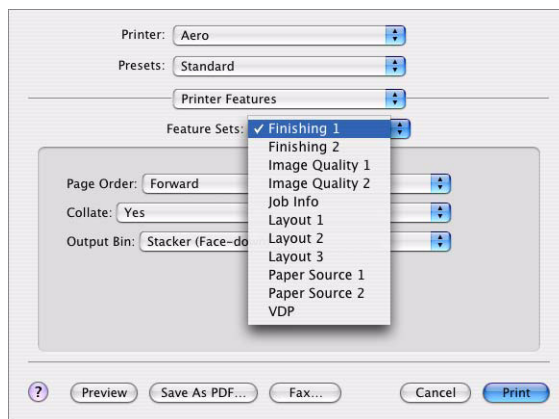 Printer: Aero
Presets: Standard
Printer Features
Feature Sets: ✓ Finishing 1
Finishing 2
Image Quality 1
Image Quality 2
Job Info
Layout 1
Layout 2
Layout 3
Paper Source 1
Paper Source 2
VDP
Page Order: Forward
Collate: Yes
Output Bin: Stacker (Face-do
? Preview Save As PDF... Fax... Cancel Print